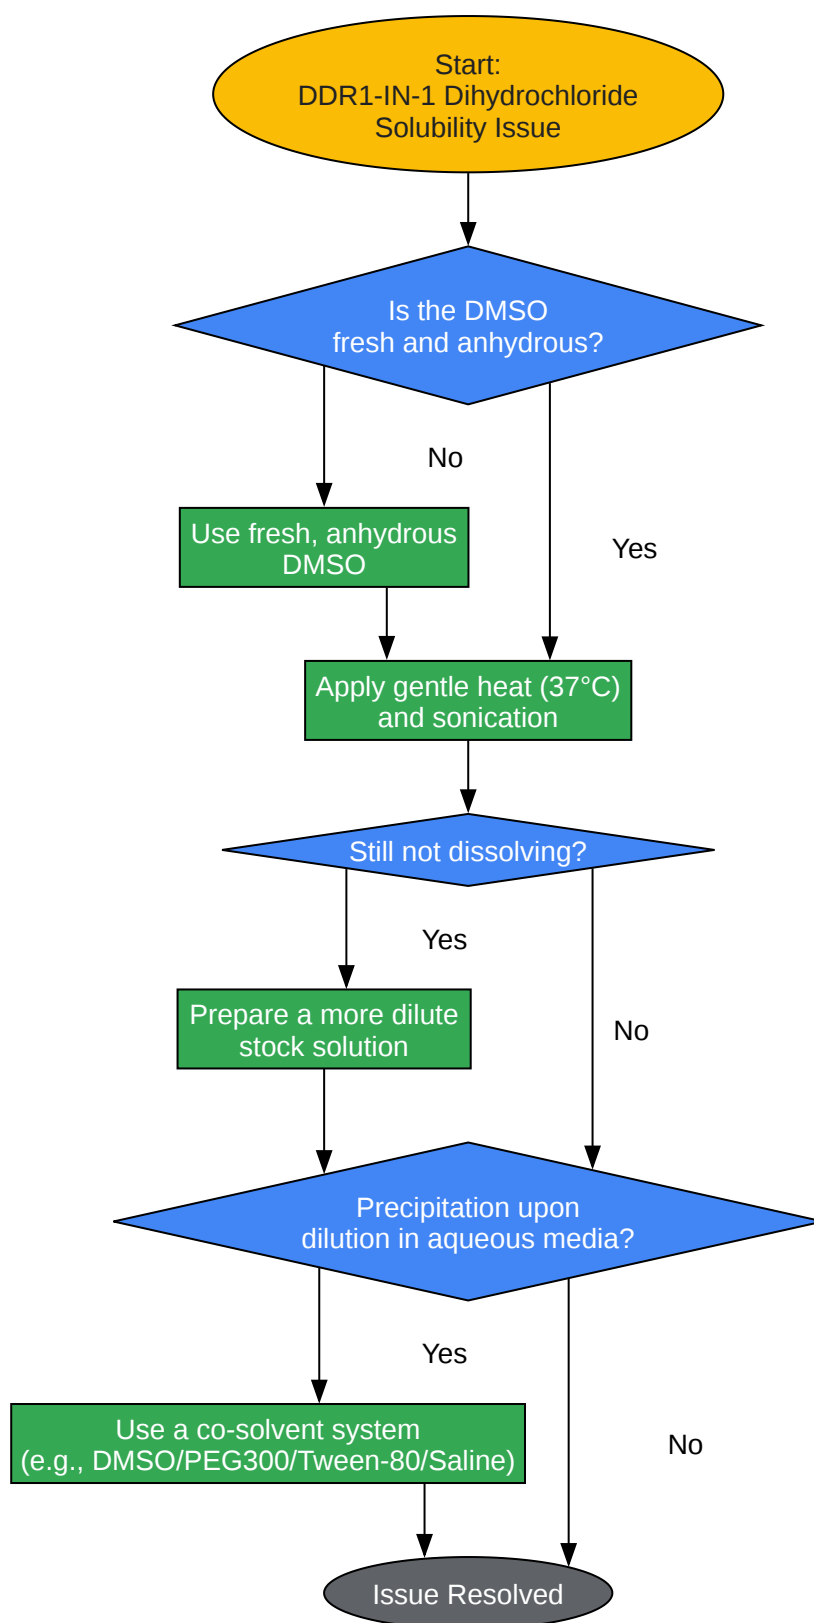 Start:
DDR1-IN-1 Dihydrochloride
Solubility Issue
Is the DMSO
fresh and anhydrous?
No
Use fresh, anhydrous
DMSO
Yes
Apply gentle heat (37°C)
and sonication
Still not dissolving?
Yes
Prepare a more dilute
stock solution
No
Precipitation upon
dilution in aqueous media?
Yes
Use a co-solvent system
(e.g., DMSO/PEG300/Tween-80/Saline)
No
Issue Resolved